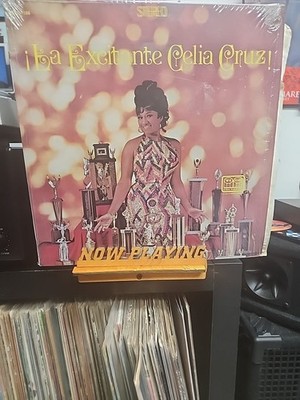 STEREO
¡La Excitante Celia Cruz!
NOW PLAYING